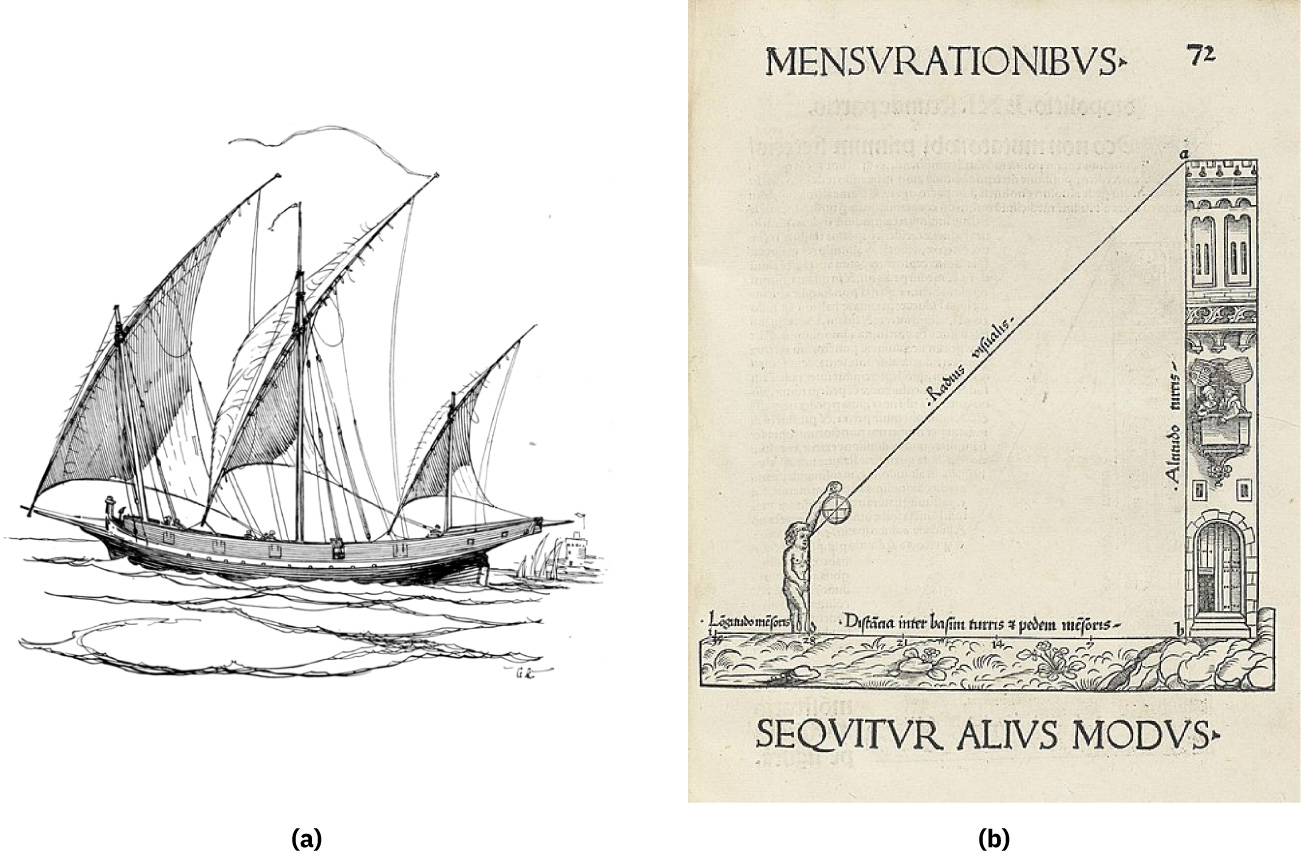 MENSVRATIONIBVS.
72
a
Radius visualis.
Altitudo turris
Lõgitudo mẽsoris
Distãcia inter basim turris ⁊ pedem mẽsoris
b
28 21 14 7
SEQVITVR ALIVS MODVS.
(a) (b)